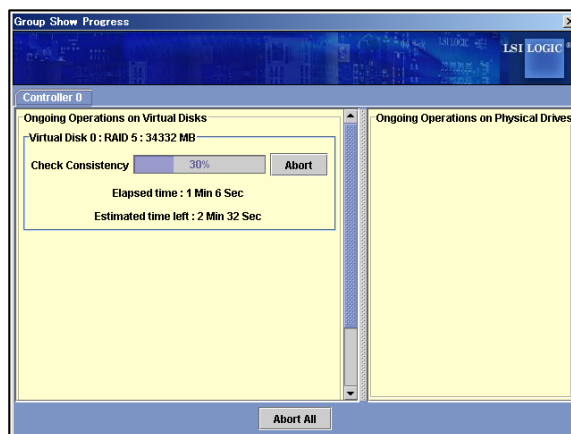 Group Show Progress
LSI LOGIC
LSI LOGIC ®
Controller 0
Ongoing Operations on Virtual Disks
Virtual Disk 0 : RAID 5 : 34332 MB
Check Consistency 30% Abort
Elapsed time : 1 Min 6 Sec
Estimated time left : 2 Min 32 Sec
Ongoing Operations on Physical Drives
Abort All